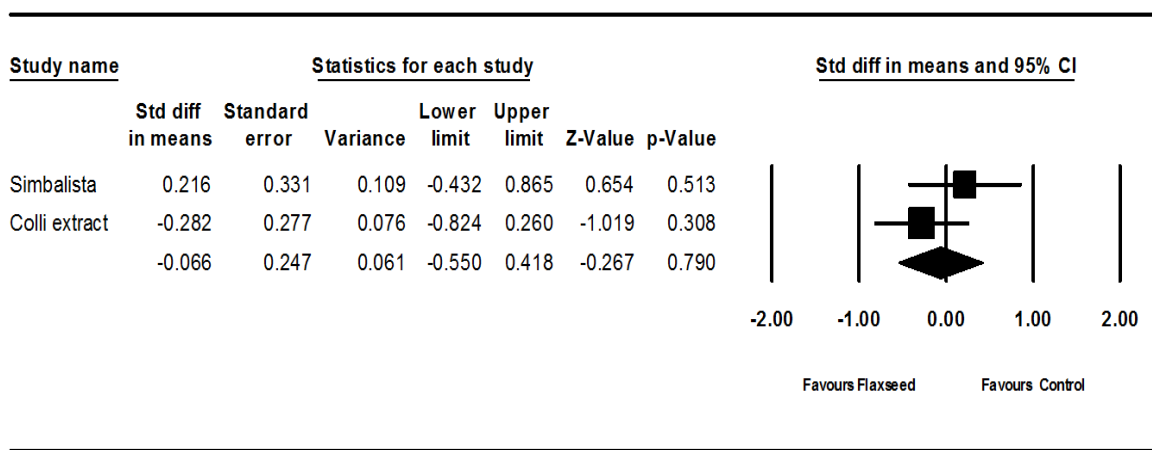 Study name Statistics for each study Std diff in means and 95% CI
Std diff Standard Lower Upper
in means error Variance limit limit Z-Value p-Value
Simbalista 0.216 0.331 0.109 -0.432 0.865 0.654 0.513
Colli extract -0.282 0.277 0.076 -0.824 0.260 -1.019 0.308
-0.066 0.247 0.061 -0.550 0.418 -0.267 0.790
-2.00 -1.00 0.00 1.00 2.00
Favours Flaxseed Favours Control